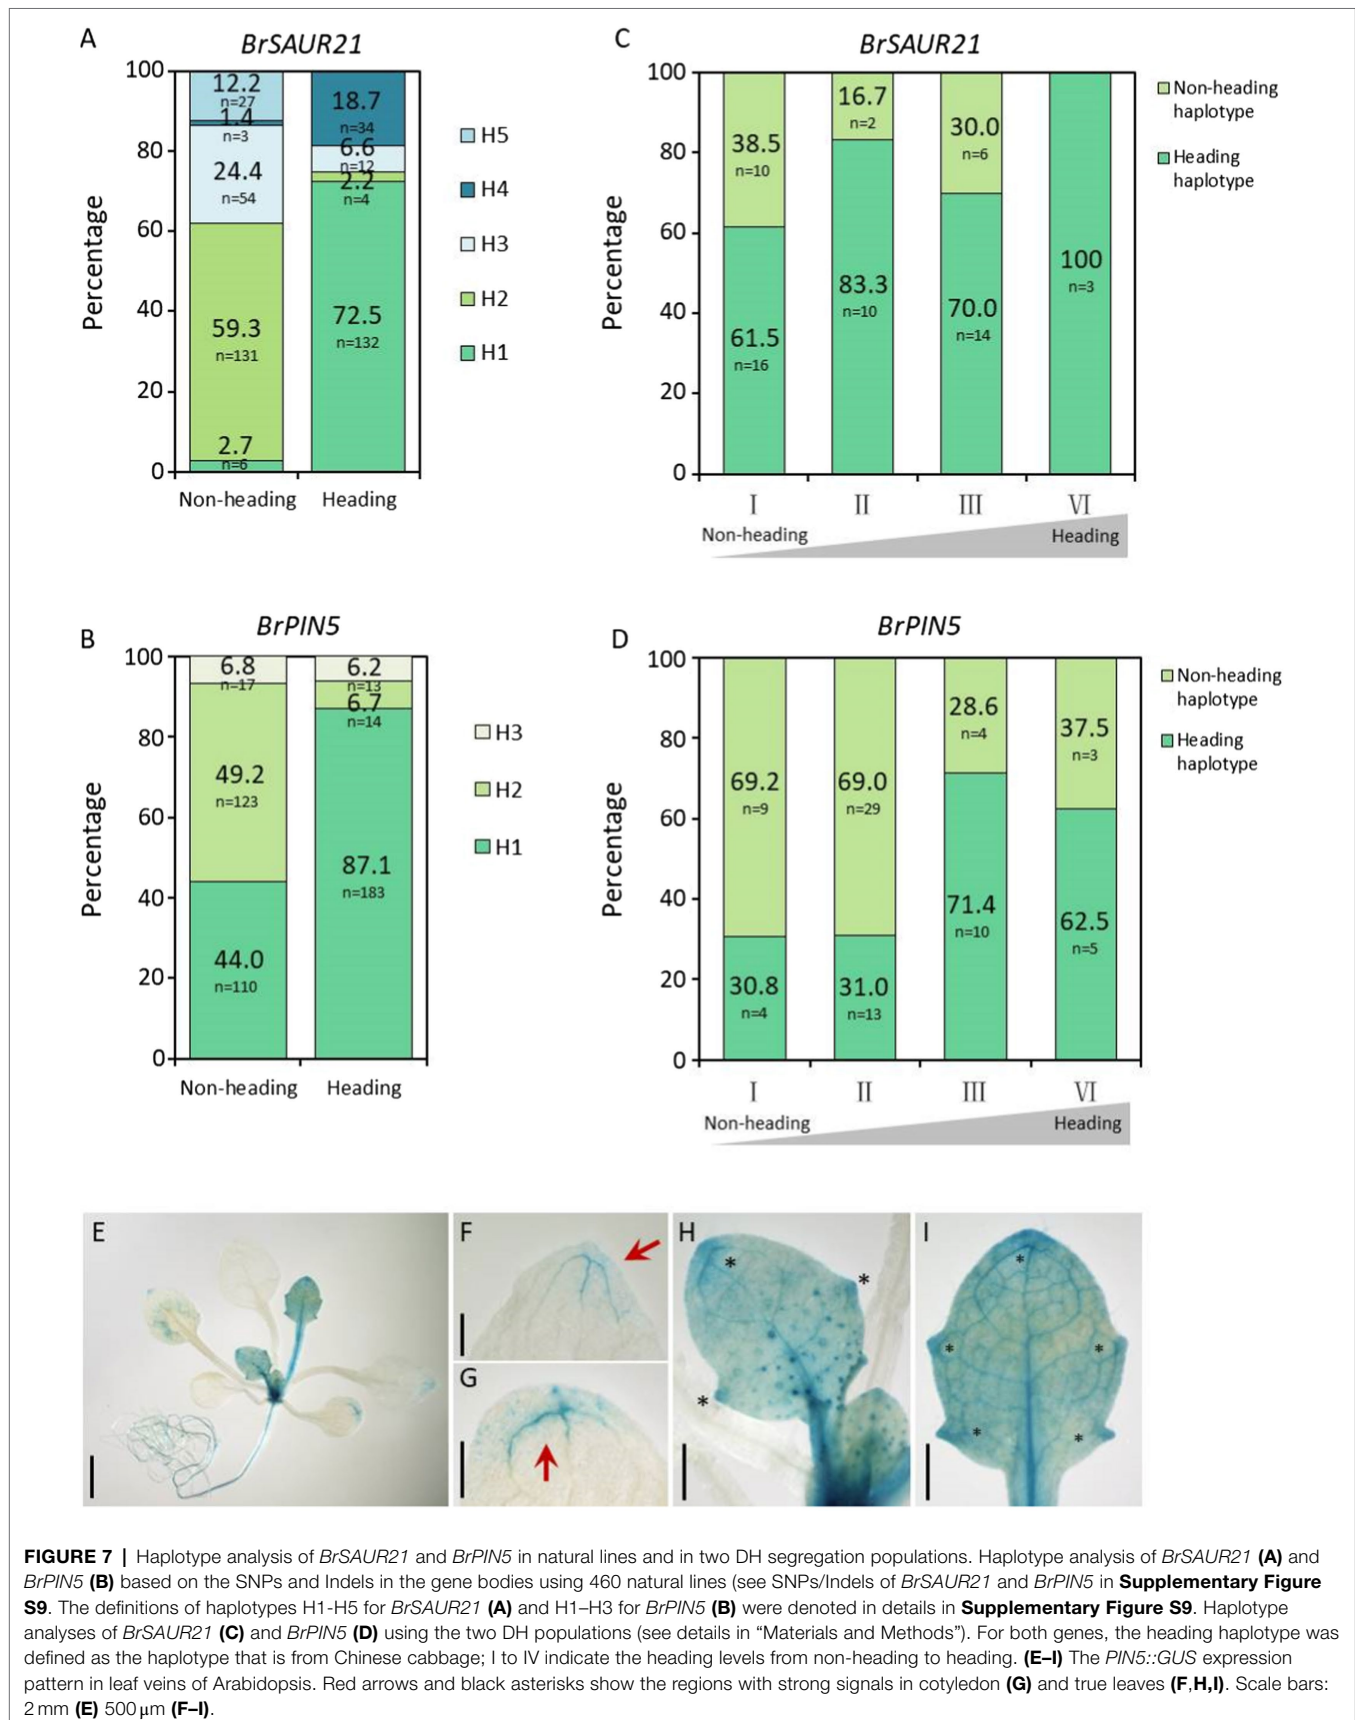 A
BrSAUR21
Percentage
100
80
60
40
20
0
12.2
n=27
1.4
n=3
24.4
n=54
59.3
n=131
2.7
n=6
18.7
n=34
6.6
n=12
2.2
n=4
72.5
n=132
Non-heading
Heading
H5
H4
H3
H2
H1
C
BrSAUR21
Percentage
100
80
60
40
20
0
38.5
n=10
61.5
n=16
16.7
n=2
83.3
n=10
30.0
n=6
70.0
n=14
100
n=3
I II III VI
Non-heading Heading
Non-heading
haplotype
Heading
haplotype
B
BrPIN5
Percentage
100
80
60
40
20
0
6.8
n=17
49.2
n=123
44.0
n=110
6.2
n=13
6.7
n=14
87.1
n=183
Non-heading
Heading
H3
H2
H1
D
BrPIN5
Percentage
100
80
60
40
20
0
69.2
n=9
30.8
n=4
69.0
n=29
31.0
n=13
28.6
n=4
71.4
n=10
37.5
n=3
62.5
n=5
I II III VI
Non-heading Heading
Non-heading
haplotype
Heading
haplotype
E
F
G
H
* * *
I
* * * * *
FIGURE 7 | Haplotype analysis of BrSAUR21 and BrPIN5 in natural lines and in two DH segregation populations. Haplotype analysis of BrSAUR21 (A) and
BrPIN5 (B) based on the SNPs and Indels in the gene bodies using 460 natural lines (see SNPs/Indels of BrSAUR21 and BrPIN5 in Supplementary Figure
S9. The definitions of haplotypes H1-H5 for BrSAUR21 (A) and H1–H3 for BrPIN5 (B) were denoted in details in Supplementary Figure S9. Haplotype
analyses of BrSAUR21 (C) and BrPIN5 (D) using the two DH populations (see details in “Materials and Methods”). For both genes, the heading haplotype was
defined as the haplotype that is from Chinese cabbage; I to IV indicate the heading levels from non-heading to heading. (E–I) The PIN5::GUS expression
pattern in leaf veins of Arabidopsis. Red arrows and black asterisks show the regions with strong signals in cotyledon (G) and true leaves (F,H,I). Scale bars:
2 mm (E) 500 μm (F–I).